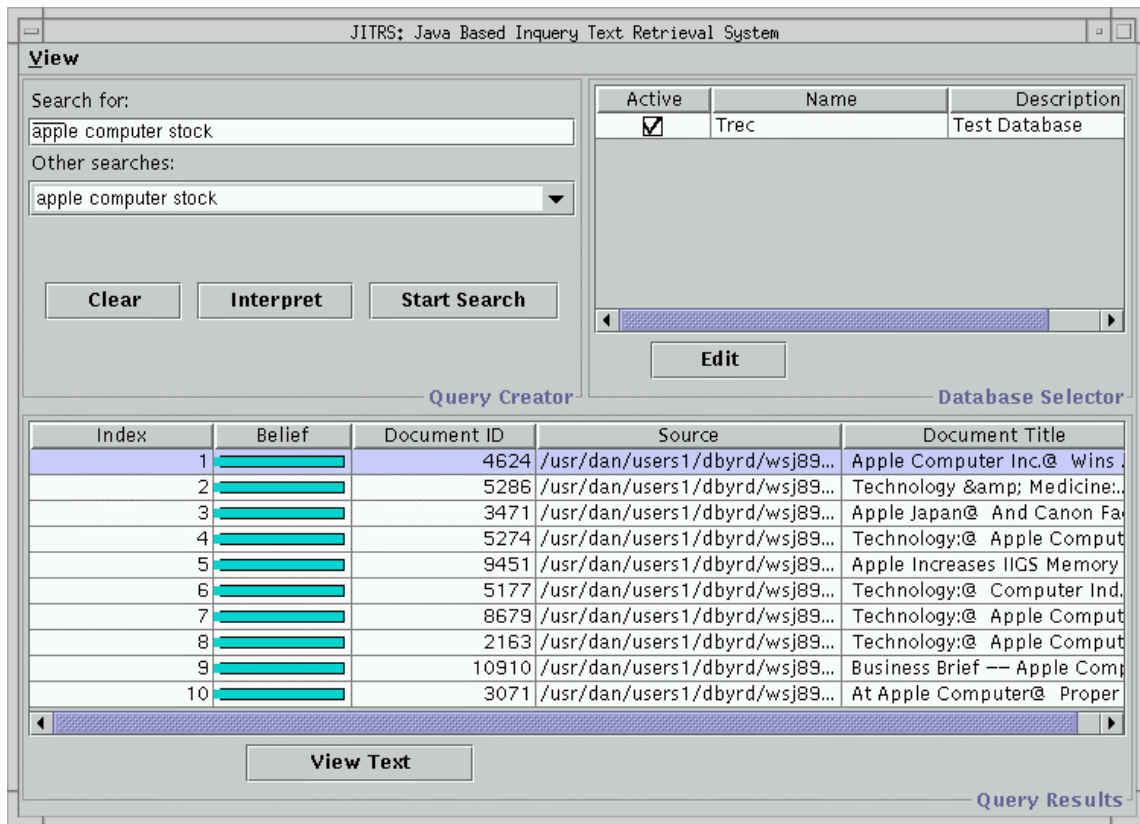 JITRS: Java Based Inquery Text Retrieval System
View
Search for:
apple computer stock
Other searches:
apple computer stock
Clear Interpret Start Search
Query Creator
Active Name Description
Trec Test Database
Edit
Database Selector
Index Belief Document ID Source Document Title
1 4624 /usr/dan/users1/dbyrd/wsj89... Apple Computer Inc.@ Wins .
2 5286 /usr/dan/users1/dbyrd/wsj89... Technology &amp; Medicine:..
3 3471 /usr/dan/users1/dbyrd/wsj89... Apple Japan@ And Canon Fa
4 5274 /usr/dan/users1/dbyrd/wsj89... Technology:@ Apple Comput
5 9451 /usr/dan/users1/dbyrd/wsj89... Apple Increases IIGS Memory
6 5177 /usr/dan/users1/dbyrd/wsj89... Technology:@ Computer Ind.
7 8679 /usr/dan/users1/dbyrd/wsj89... Technology:@ Apple Comput
8 2163 /usr/dan/users1/dbyrd/wsj89... Technology:@ Apple Comput
9 10910 /usr/dan/users1/dbyrd/wsj89... Business Brief -- Apple Comp
10 3071 /usr/dan/users1/dbyrd/wsj89... At Apple Computer@ Proper
View Text
Query Results